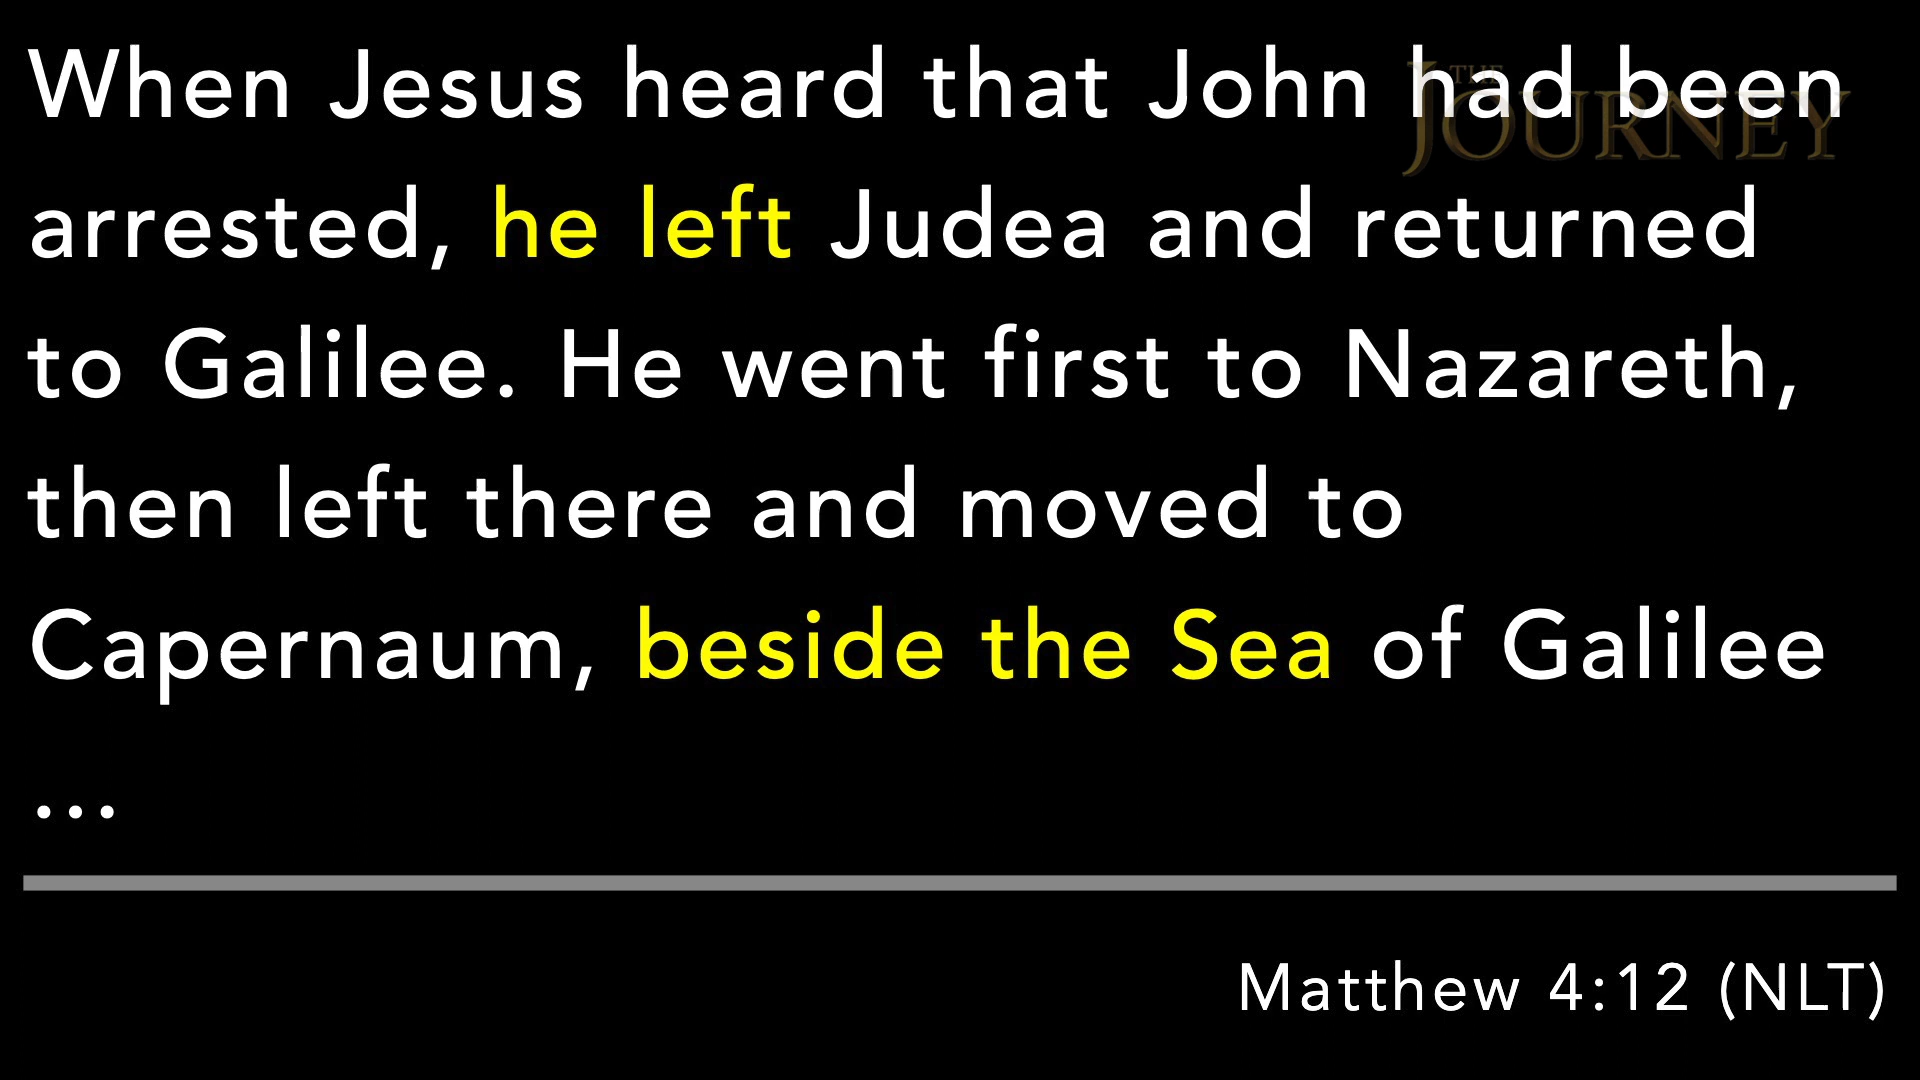 When Jesus heard that John had been
THE JOURNEY
arrested, he left Judea and returned
to Galilee. He went first to Nazareth,
then left there and moved to
Capernaum, beside the Sea of Galilee
...
Matthew 4:12 (NLT)